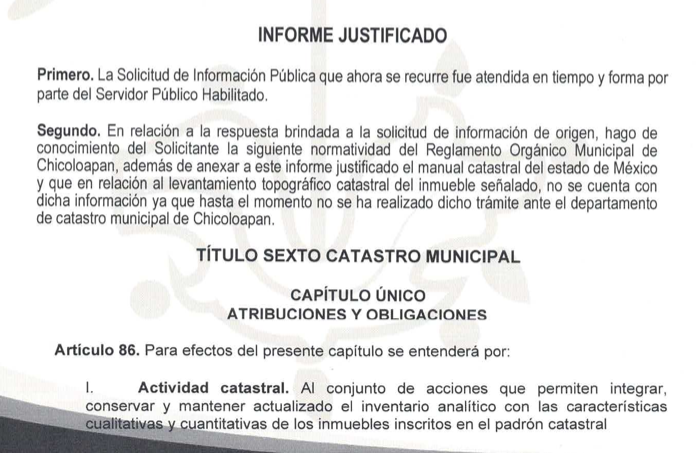 INFORME JUSTIFICADO
Primero. La Solicitud de Información Pública que ahora se recurre fue atendida en tiempo y forma por
parte del Servidor Público Habilitado.
Segundo. En relación a la respuesta brindada a la solicitud de información de origen, hago de
conocimiento del Solicitante la siguiente normatividad del Reglamento Orgánico Municipal de
Chicoloapan, además de anexar a este informe justificado el manual catastral del estado de México
y que en relación al levantamiento topográfico catastral del inmueble señalado, no se cuenta con
dicha información ya que hasta el momento no se ha realizado dicho trámite ante el departamento
de catastro municipal de Chicoloapan.
TÍTULO SEXTO CATASTRO MUNICIPAL
CAPÍTULO ÚNICO
ATRIBUCIONES Y OBLIGACIONES
Artículo 86. Para efectos del presente capítulo se entenderá por:
I. Actividad catastral. Al conjunto de acciones que permiten integrar,
conservar y mantener actualizado el inventario analítico con las características
cualitativas y cuantitativas de los inmuebles inscritos en el padrón catastral